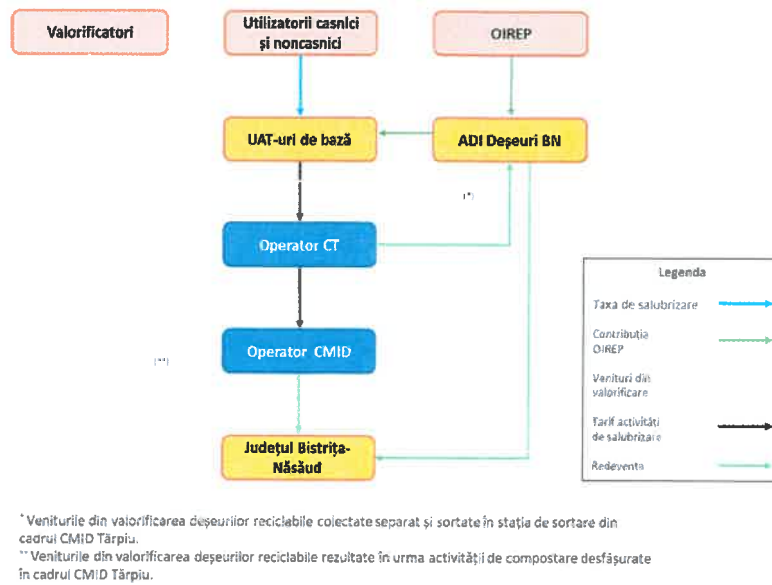 Valorificatori
Utilizatorii casnici
și noncasnici
OIREP
UAT-uri de bază
ADI Deșeuri BN
(*)
Operator CT
Operator CMID
(**)
Județul Bistrița-
Năsăud
Legenda
Taxa de salubrizare
Contribuția
OIREP
Venituri din
valorificare
Tarif activități
de salubrizare
Redeventa
* Veniturile din valorificarea deșeurilor reciclabile colectate separat și sortate în stația de sortare din
cadrul CMID Tărpiu.
** Veniturile din valorificarea deșeurilor reciclabile rezultate în urma activității de compostare desfășurate
în cadrul CMID Tărpiu.